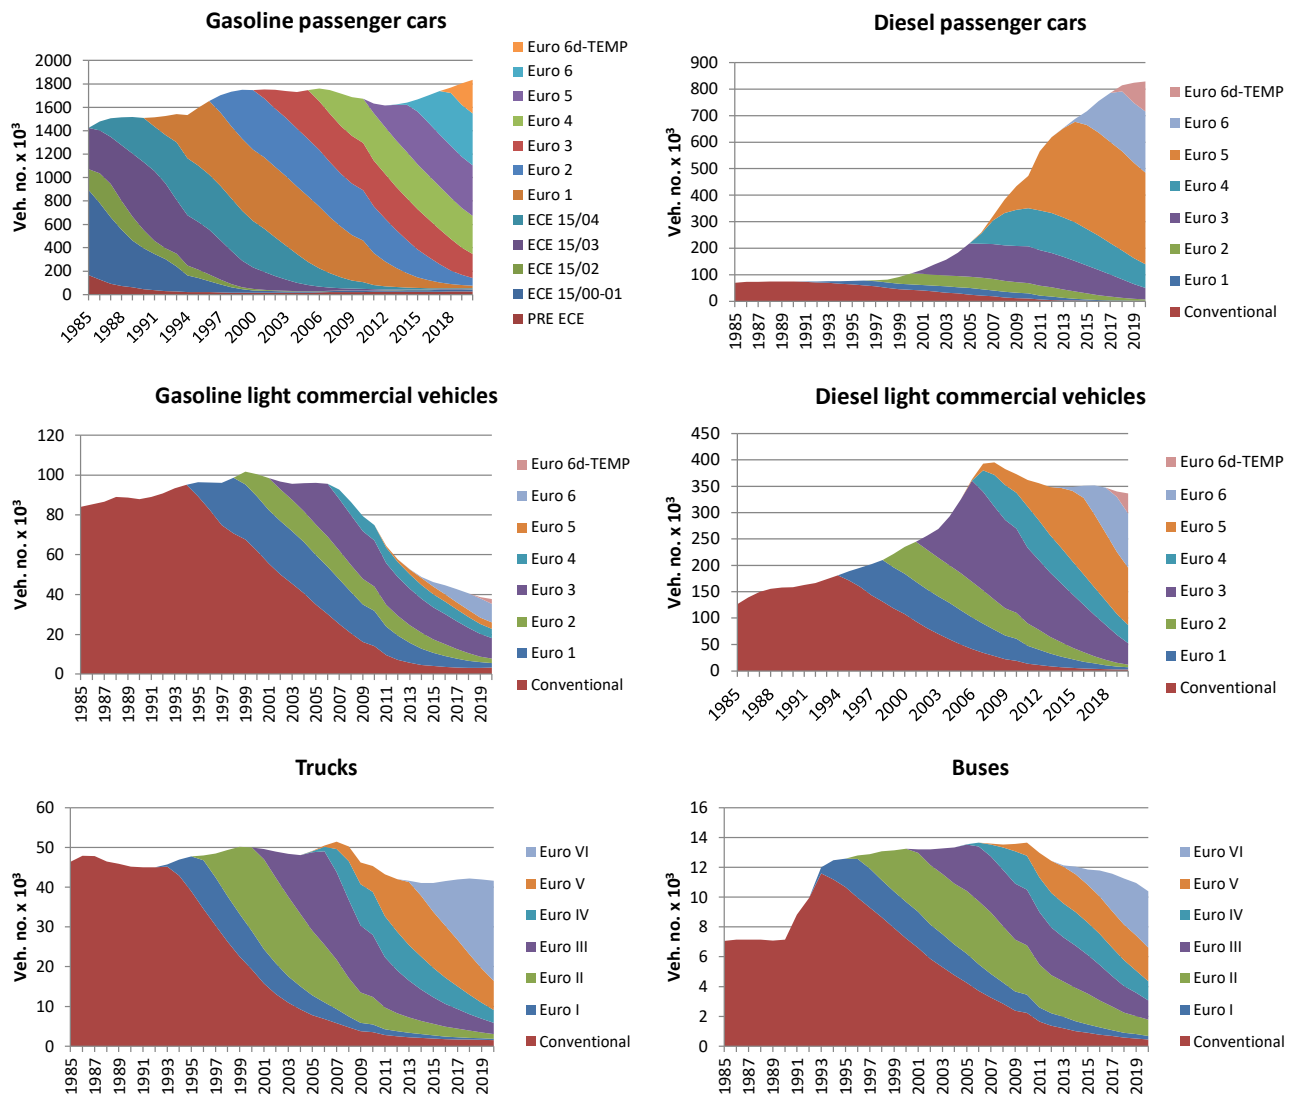 Gasoline passenger cars
Veh. no. x 10³
2000
1800
1600
1400
1200
1000
800
600
400
200
0
1985
1988
1991
1994
1997
2000
2003
2006
2009
2012
2015
2018
Euro 6d-TEMP
Euro 6
Euro 5
Euro 4
Euro 3
Euro 2
Euro 1
ECE 15/04
ECE 15/03
ECE 15/02
ECE 15/00-01
PRE ECE
Diesel passenger cars
Veh. no. x 10³
900
800
700
600
500
400
300
200
100
0
1985
1987
1989
1991
1993
1995
1997
1999
2001
2003
2005
2007
2009
2011
2013
2015
2017
2019
Euro 6d-TEMP
Euro 6
Euro 5
Euro 4
Euro 3
Euro 2
Euro 1
Conventional
Gasoline light commercial vehicles
Veh. no. x 10³
120
100
80
60
40
20
0
1985
1987
1989
1991
1993
1995
1997
1999
2001
2003
2005
2007
2009
2011
2013
2015
2017
2019
Euro 6d-TEMP
Euro 6
Euro 5
Euro 4
Euro 3
Euro 2
Euro 1
Conventional
Diesel light commercial vehicles
Veh. no. x 10³
450
400
350
300
250
200
150
100
50
0
1985
1988
1991
1994
1997
2000
2003
2006
2009
2012
2015
2018
Euro 6d-TEMP
Euro 6
Euro 5
Euro 4
Euro 3
Euro 2
Euro 1
Conventional
Trucks
Veh. no. x 10³
60
50
40
30
20
10
0
1985
1987
1989
1991
1993
1995
1997
1999
2001
2003
2005
2007
2009
2011
2013
2015
2017
2019
Euro VI
Euro V
Euro IV
Euro III
Euro II
Euro I
Conventional
Buses
Veh. no. x 10³
16
14
12
10
8
6
4
2
0
1985
1987
1989
1991
1993
1995
1997
1999
2001
2003
2005
2007
2009
2011
2013
2015
2017
2019
Euro VI
Euro V
Euro IV
Euro III
Euro II
Euro I
Conventional